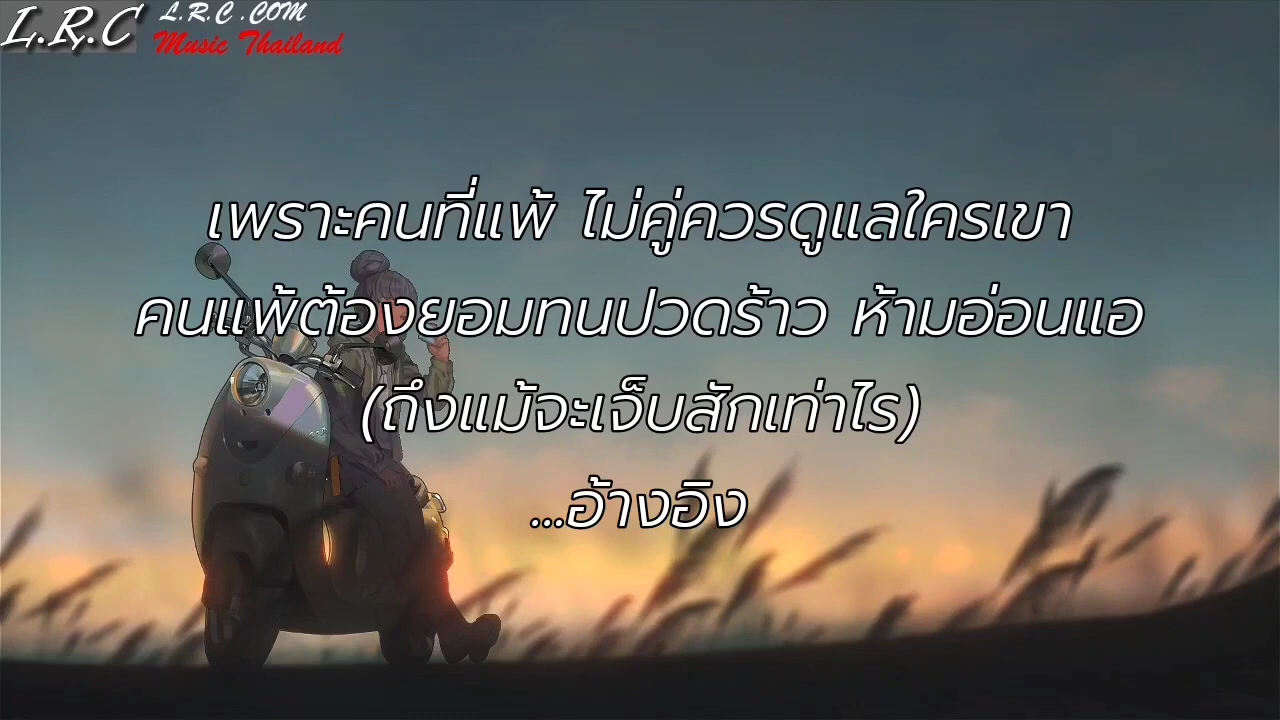 L.R.C
L.R.C .COM
Music Thailand
เพราะคนที่แพ้ ไม่คู่ควรดูแลใครเขา
คนแพ้ต้องยอมทนปวดร้าว ห้ามอ่อนแอ
(ถึงแม้จะเจ็บสักเท่าไร)
...อ้างอิง